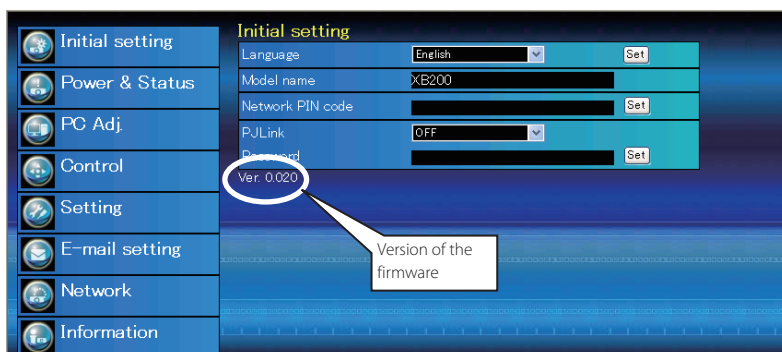 Initial setting
Power & Status
PC Adj.
Control
Setting
E-mail setting
Network
Information
Initial setting
Language English Set
Model name XB200
Network PIN code Set
PJLink OFF
Password Set
Ver. 0.020
Version of the
firmware